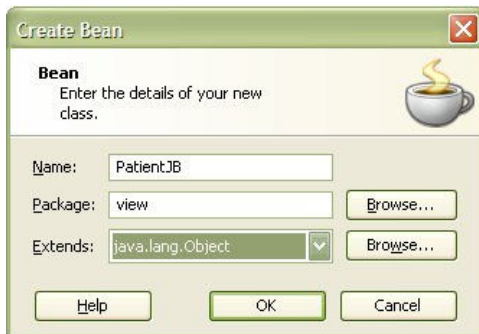 Create Bean
Bean
Enter the details of your new
class.
Name: PatientJB
Package: view Browse...
Extends: java.lang.Object Browse...
Help OK Cancel